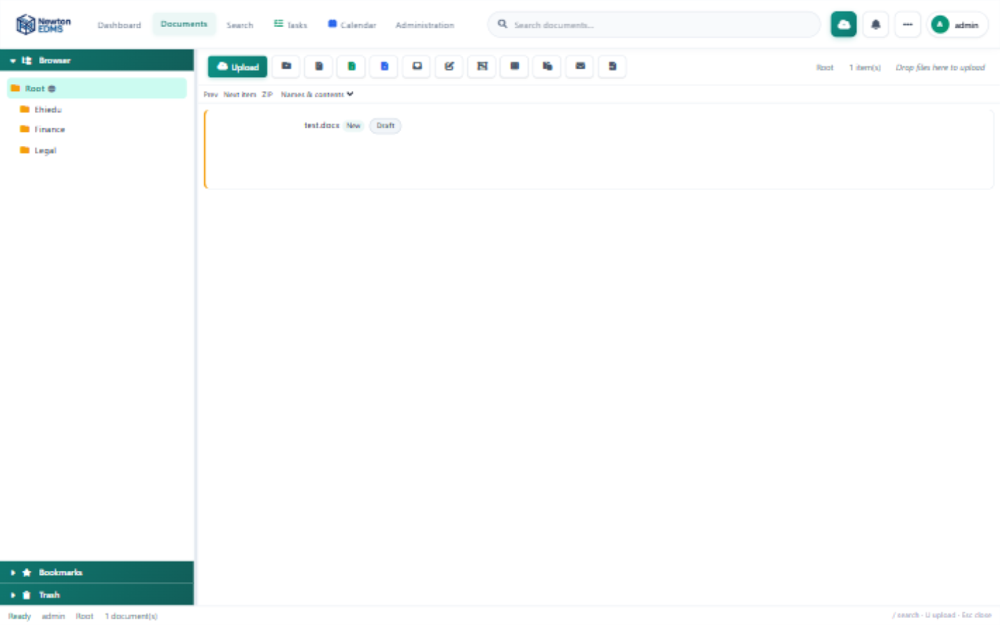 Newton EDMS
Dashboard Documents Search Tasks Calendar Administration Search documents... A admin
Browser
Upload Root 1 item(s) Drop files here to upload
Root
Prev Next item ZIP Names & contents
Ehiedu
Finance
Legal
test.docx New Draft
Bookmarks
Trash
Ready admin Root 1 document(s) / search - U upload - Esc close